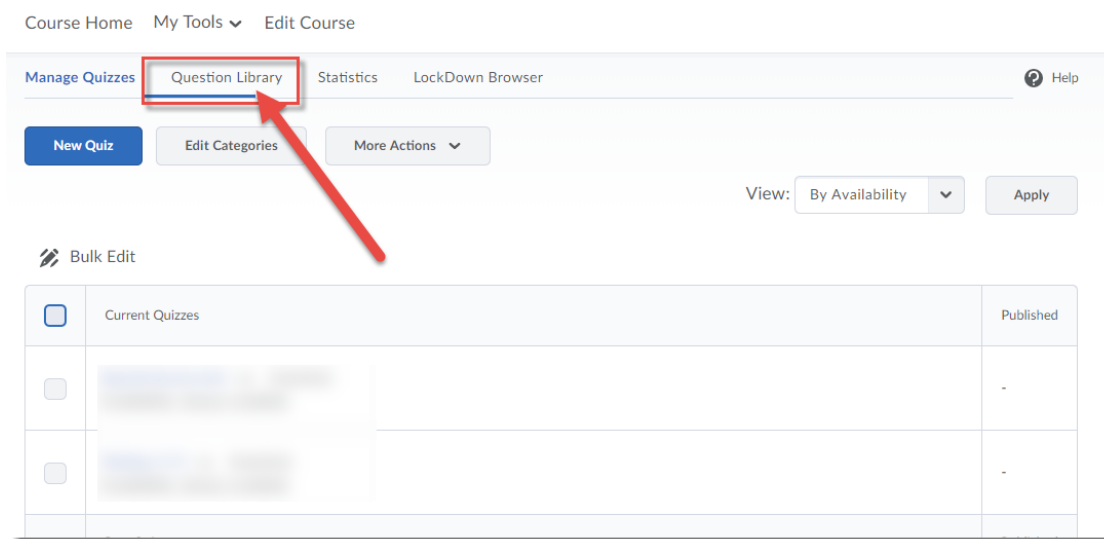 Course Home My Tools Edit Course
Manage Quizzes Question Library Statistics LockDown Browser Help
New Quiz Edit Categories More Actions
View: By Availability Apply
Bulk Edit
Current Quizzes Published
-
-